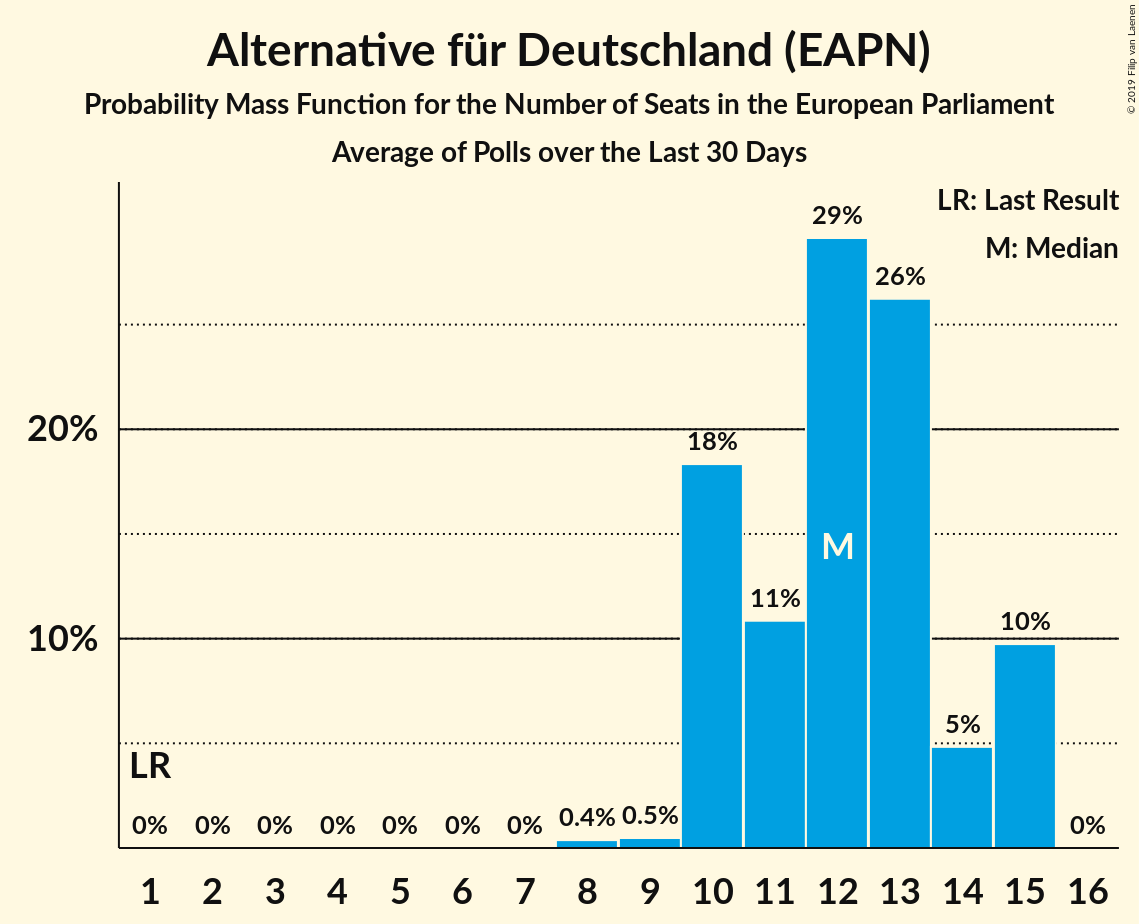 Alternative für Deutschland (EAPN)
Probability Mass Function for the Number of Seats in the European Parliament
Average of Polls over the Last 30 Days
© 2019 Filip van Laenen
LR: Last Result
M: Median
29%
26%
20%
18%
M
11%
10%
10%
5%
LR
0% 0% 0% 0% 0% 0% 0% 0.4% 0.5% 0%
1 2 3 4 5 6 7 8 9 10 11 12 13 14 15 16